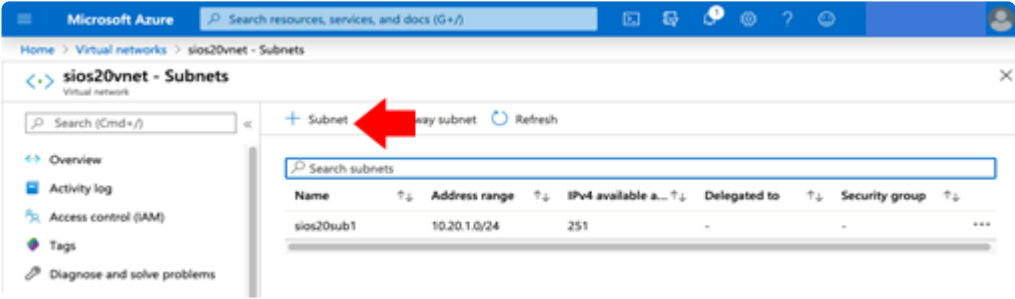 Microsoft Azure
Search resources, services, and docs (G+/)
1
Home > Virtual networks > sios20vnet - Subnets
sios20vnet - Subnets
Virtual network
Search (Cmd+/)
+ Subnet way subnet Refresh
Overview
Activity log
Access control (IAM)
Tags
Diagnose and solve problems
Search subnets
Name Address range IPv4 available a... Delegated to Security group
sios20sub1 10.20.1.0/24 251 - -